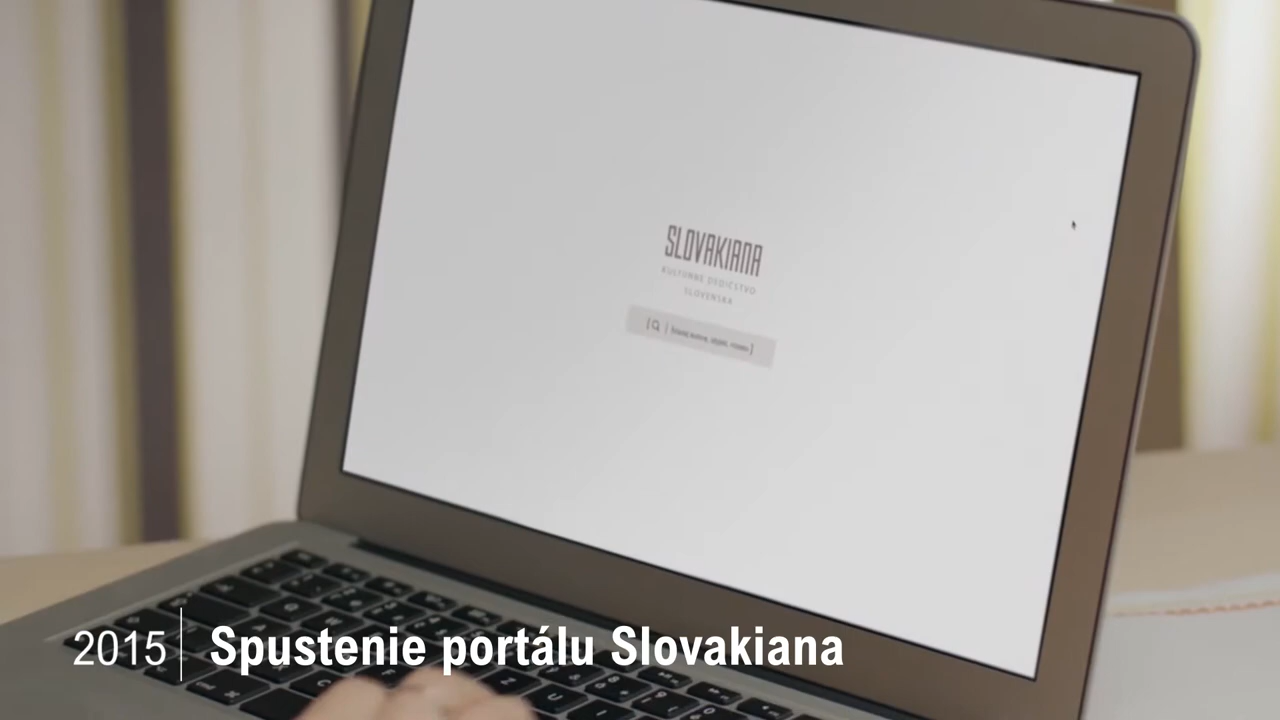 SLOVAKIANA
KULTÚRNE DEDIČSTVO
SLOVENSKA
2015 Spustenie portálu Slovakiana